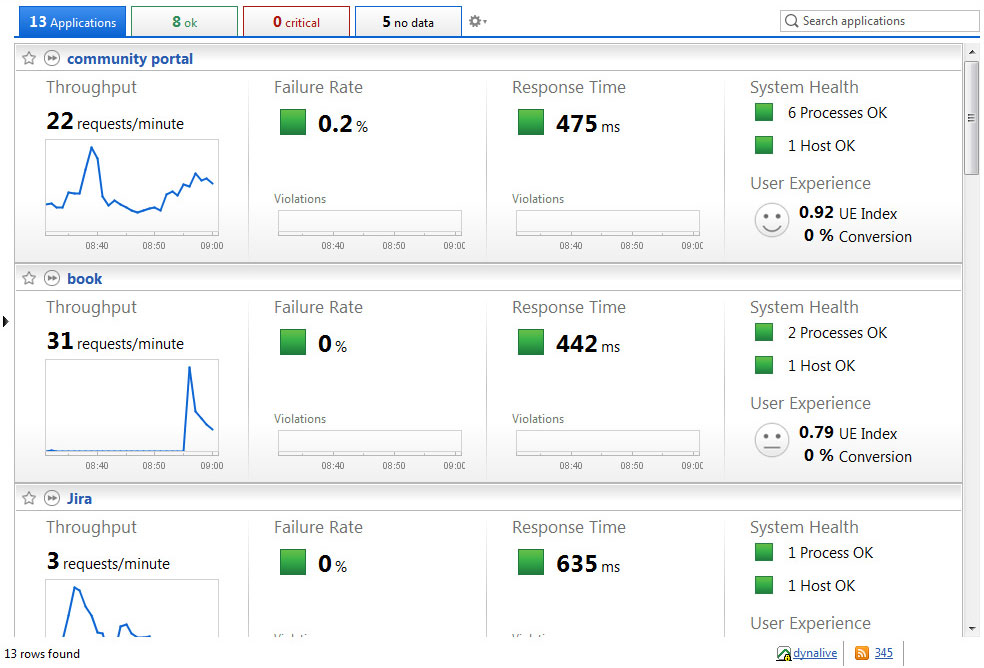 13 Applications
8 ok
0 critical
5 no data
Search applications
community portal
Throughput
22 requests/minute
08:40 08:50 09:00
Failure Rate
0.2 %
Violations
08:40 08:50 09:00
Response Time
475 ms
Violations
08:40 08:50 09:00
System Health
6 Processes OK
1 Host OK
User Experience
0.92 UE Index
0 % Conversion
book
Throughput
31 requests/minute
08:40 08:50 09:00
Failure Rate
0 %
Violations
08:40 08:50 09:00
Response Time
442 ms
Violations
08:40 08:50 09:00
System Health
2 Processes OK
1 Host OK
User Experience
0.79 UE Index
0 % Conversion
Jira
Throughput
3 requests/minute
Failure Rate
0 %
Response Time
635 ms
System Health
1 Process OK
1 Host OK
User Experience
13 rows found
dynalive
345